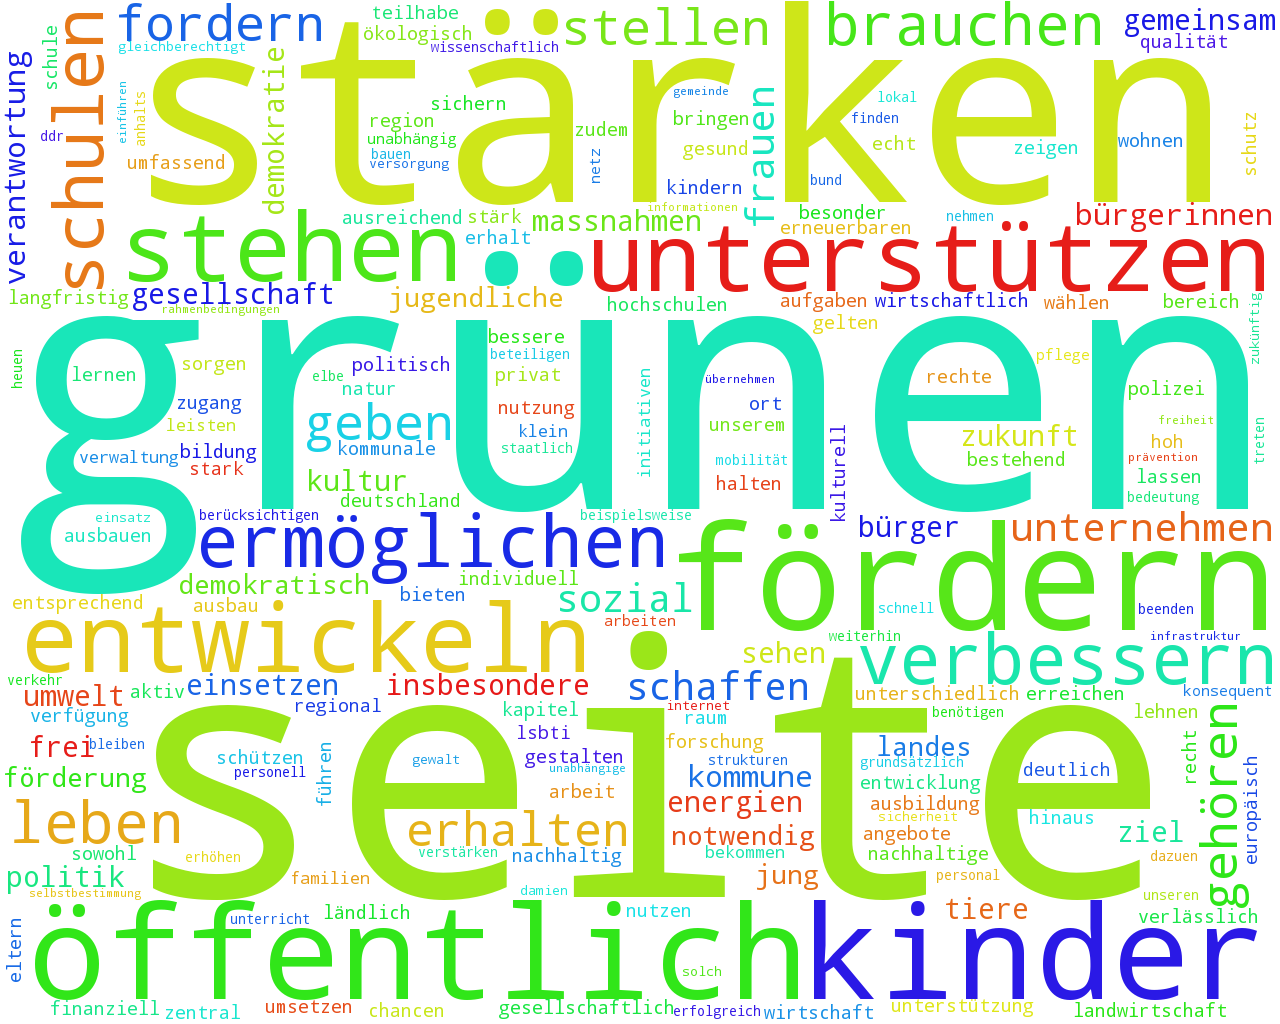 stärken
grünen
seite
öffentlich
kinder
fördern
entwickeln
unterstützen
stehen
ermöglichen
verbessern
schulen
fordern
stellen
brauchen
gemeinsam
qualität
teilhabe
ökologisch
gleichberechtigt
wissenschaftlich
schule
verantwortung
ddr
einführen
anhalts
umfassend
demokratie
region
unabhängig
bauen
versorgung
sichern
zudem
netz
gemeinde
bringen
gesund
kindern
frauen
informationen
lokal
finden
echt
bund
zeigen
wohnen
schutz
ausreichend
stärk
erhalt
massnahmen
besonder
erneuerbaren
nehmen
bürgerinnen
langfristig
gesellschaft
rahmenbedingungen
jugendliche
hochschulen
aufgaben
wirtschaftlich
gelten
wählen
bereich
zukünftig
heuen
lernen
sorgen
zugang
leisten
verwaltung
bildung
stark
elbe
politisch
natur
geben
kommunale
kultur
deutschland
bessere
beteiligen
privat
nutzung
klein
staatlich
initiativen
übernehmen
ort
unserem
mobilität
halten
kulturell
rechte
pflege
zukunft
bestehend
polizei
freiheit
hoh
prävention
lassen
bedeutung
treten
einsatz
ausbauen
berücksichtigen
beispielsweise
bürger
unternehmen
demokratisch
individuell
entsprechend
ausbau
bieten
sozial
arbeiten
schnell
beenden
weiterhin
infrastruktur
sehen
verkehr
umwelt
aktiv
einsetzen
insbesondere
schaffen
unterschiedlich
erreichen
konsequent
verfügung
regional
kapitel
internet
raum
benötigen
lehnen
frei
bleiben
lsbti
gestalten
forschung
landes
schützen
personell
führen
gewalt
unabhängige
strukturen
grundsätzlich
deutlich
recht
gehören
europäisch
förderung
arbeit
kommune
entwicklung
leben
erhalten
energien
notwendig
ausbildung
sicherheit
angebote
hinaus
ziel
sowohl
erhöhen
verstärken
nachhaltig
bekommen
nachhaltige
dazuen
politik
selbstbestimmung
familien
damien
jung
personal
unseren
eltern
unterricht
ländlich
nutzen
tiere
verlässlich
solch
finanziell
zentral
umsetzen
chancen
gesellschaftlich
erfolgreich
wirtschaft
unterstützung
landwirtschaft